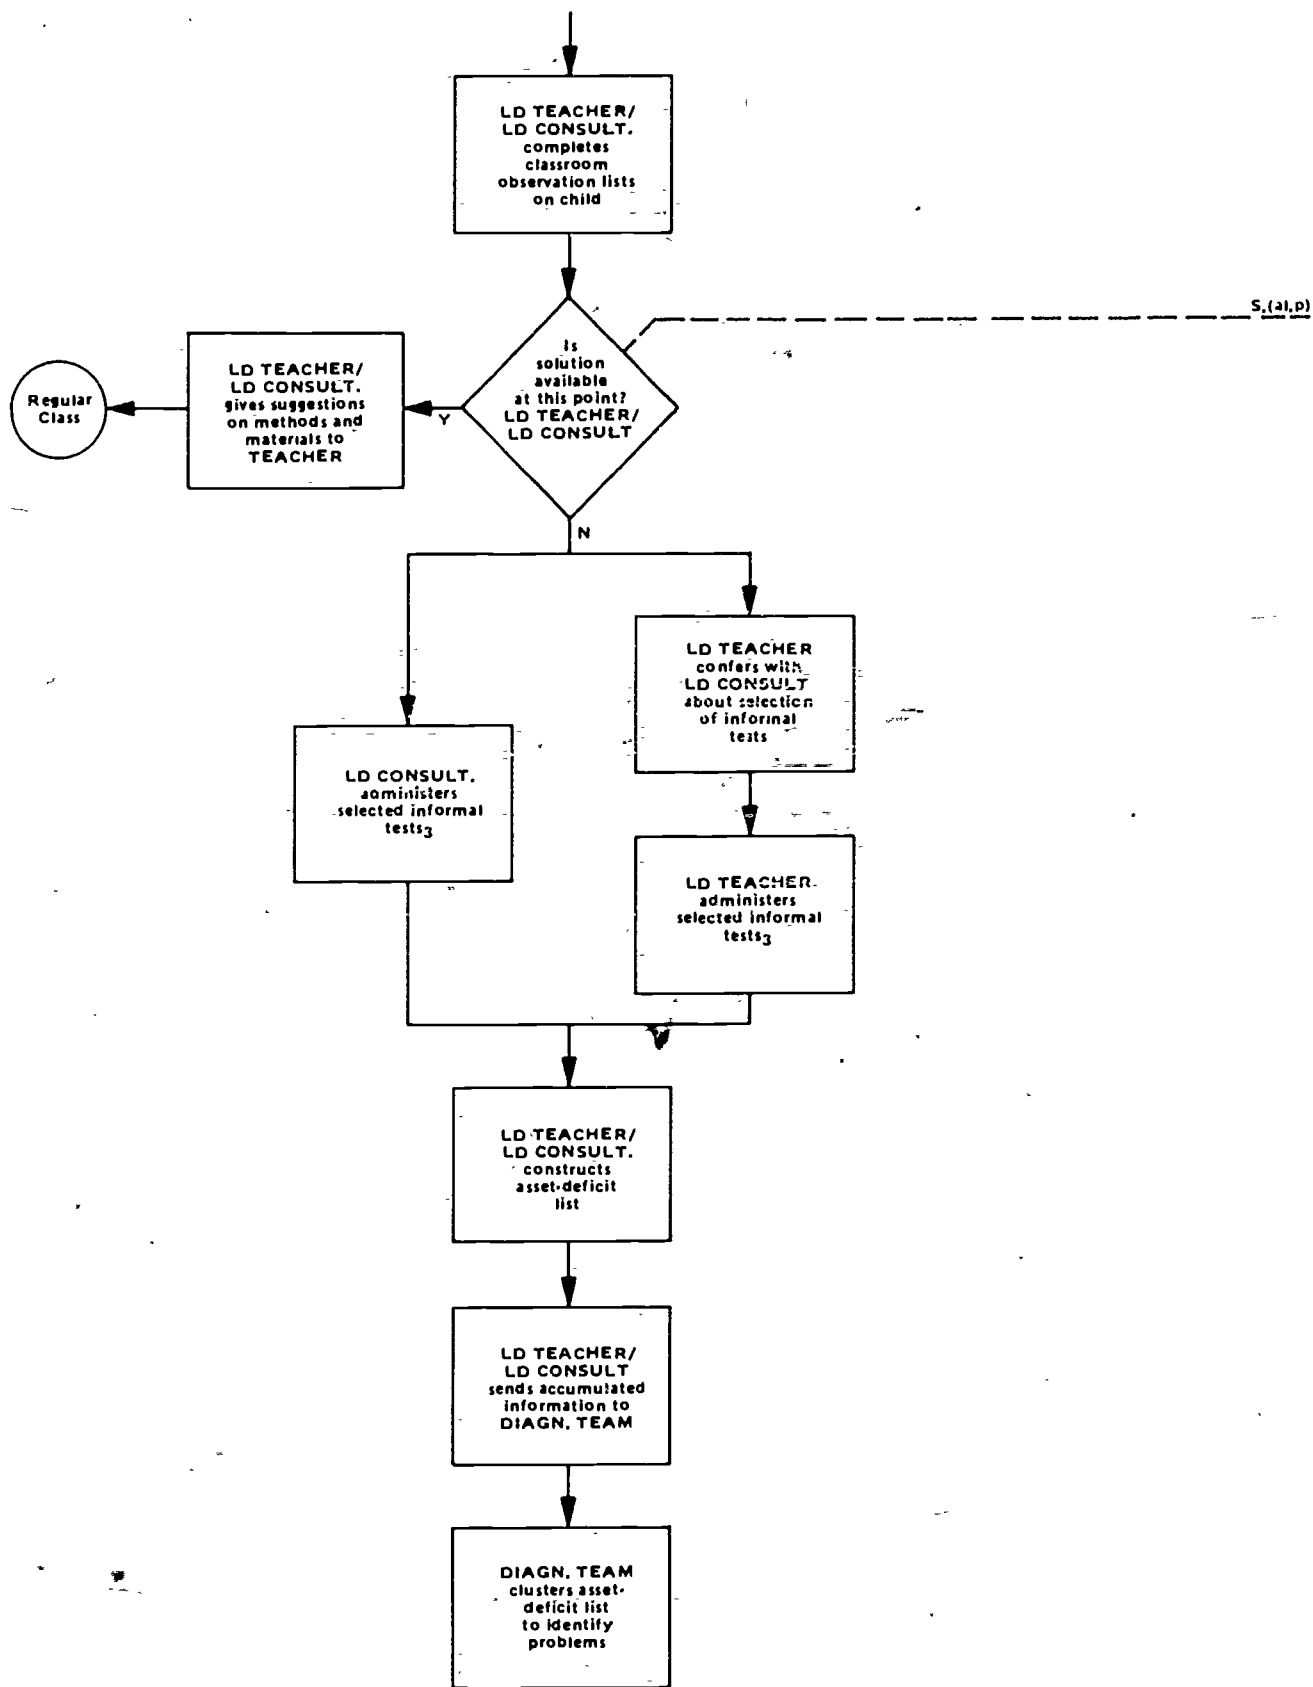 LD TEACHER/
LD CONSULT.
completes
classroom
observation lists
on child
S,(al,p)
Is
solution
available
at this point?
LD TEACHER/
LD CONSULT
Y
N
LD TEACHER/
LD CONSULT.
gives suggestions
on methods and
materials to
TEACHER
Regular
Class
LD TEACHER
confers with
LD CONSULT
about selection
of informal
tests
LD CONSULT.
administers
selected informal
tests3
LD TEACHER
administers
selected informal
tests3
LD TEACHER/
LD CONSULT.
constructs
asset-deficit
list
LD TEACHER/
LD CONSULT
sends accumulated
information to
DIAGN. TEAM
DIAGN. TEAM
clusters asset-
deficit list
to identify
problems